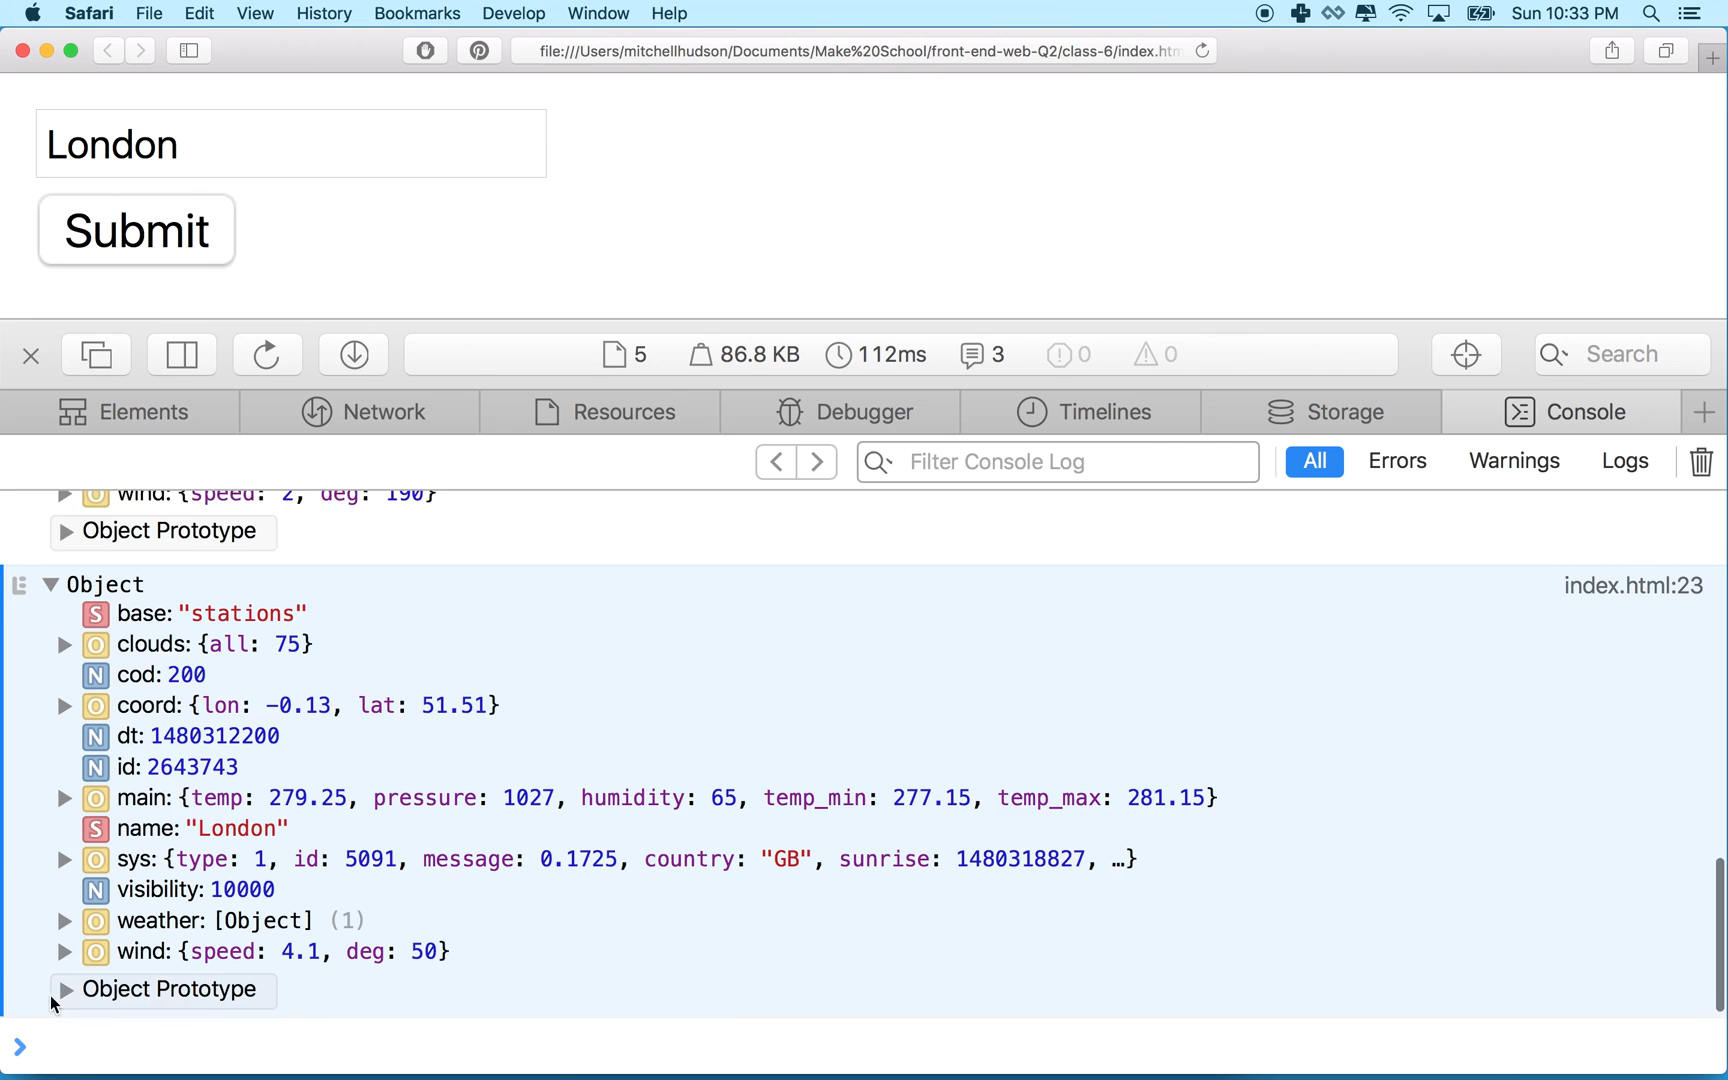 Safari File Edit View History Bookmarks Develop Window Help Sun 10:33 PM
file:///Users/mitchellhudson/Documents/Make%20School/front-end-web-Q2/class-6/index.htm
London
Submit
5 86.8 KB 112ms 3 0 0 Search
Elements Network Resources Debugger Timelines Storage Console
Filter Console Log All Errors Warnings Logs
O wind: {speed: 2, deg: 190}
Object Prototype
E Object index.html:23
S base: "stations"
O clouds: {all: 75}
N cod: 200
O coord: {lon: -0.13, lat: 51.51}
N dt: 1480312200
N id: 2643743
O main: {temp: 279.25, pressure: 1027, humidity: 65, temp_min: 277.15, temp_max: 281.15}
S name: "London"
O sys: {type: 1, id: 5091, message: 0.1725, country: "GB", sunrise: 1480318827, …}
N visibility: 10000
O weather: [Object] (1)
O wind: {speed: 4.1, deg: 50}
Object Prototype